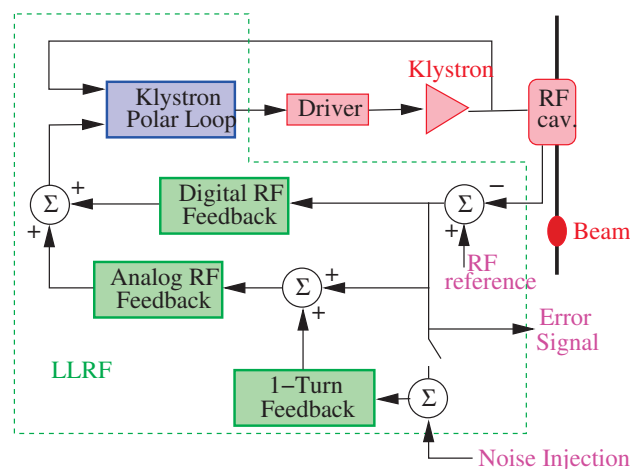 Klystron
Klystron
Polar Loop
Driver
RF
cav.
Σ
+
+
Digital RF
Feedback
Σ
−
+
Beam
RF
reference
Analog RF
Feedback
Σ
+
+
Error
Signal
LLRF
1−Turn
Feedback
Σ
Noise Injection